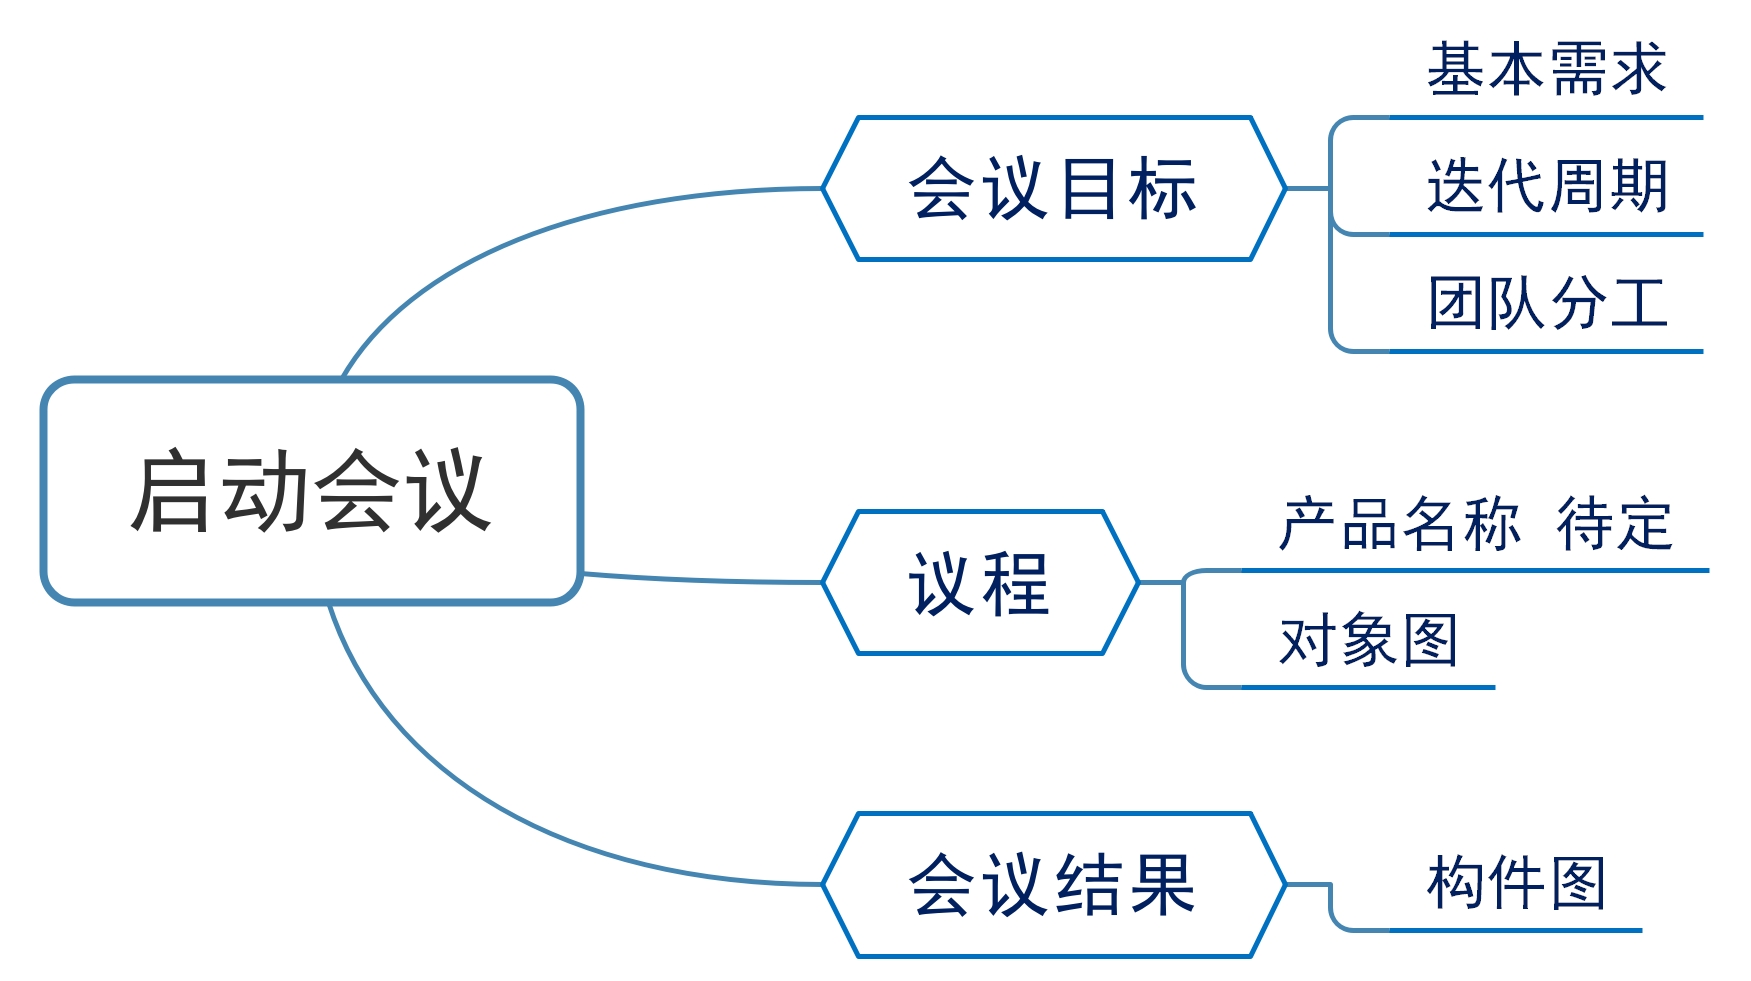 启动会议
会议目标
基本需求
迭代周期
团队分工
议程
产品名称 待定
对象图
会议结果
构件图